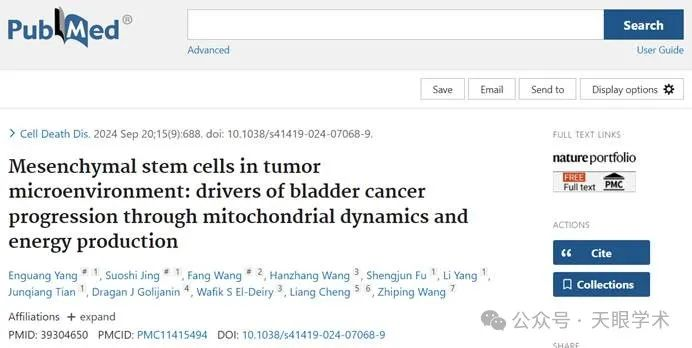 PubMed®
Search
Advanced
User Guide
Save
Email
Send to
Display options
Cell Death Dis. 2024 Sep 20;15(9):688. doi: 10.1038/s41419-024-07068-9.
Mesenchymal stem cells in tumor
microenvironment: drivers of bladder cancer
progression through mitochondrial dynamics and
energy production
Enguang Yang # 1, Suoshi Jing # 1, Fang Wang # 2, Hanzhang Wang 3, Shengjun Fu 1, Li Yang 1,
Junqiang Tian 1, Dragan J Golijanin 4, Wafik S El-Deiry 3, Liang Cheng 5 6, Zhiping Wang 7
Affiliations + expand
PMID: 39304650 PMCID: PMC11415494 DOI: 10.1038/s41419-024-07068-9
FULL TEXT LINKS
nature portfolio
FREE
Full text PMC
ACTIONS
Cite
Collections
SHARE
公众号 · 天眼学术